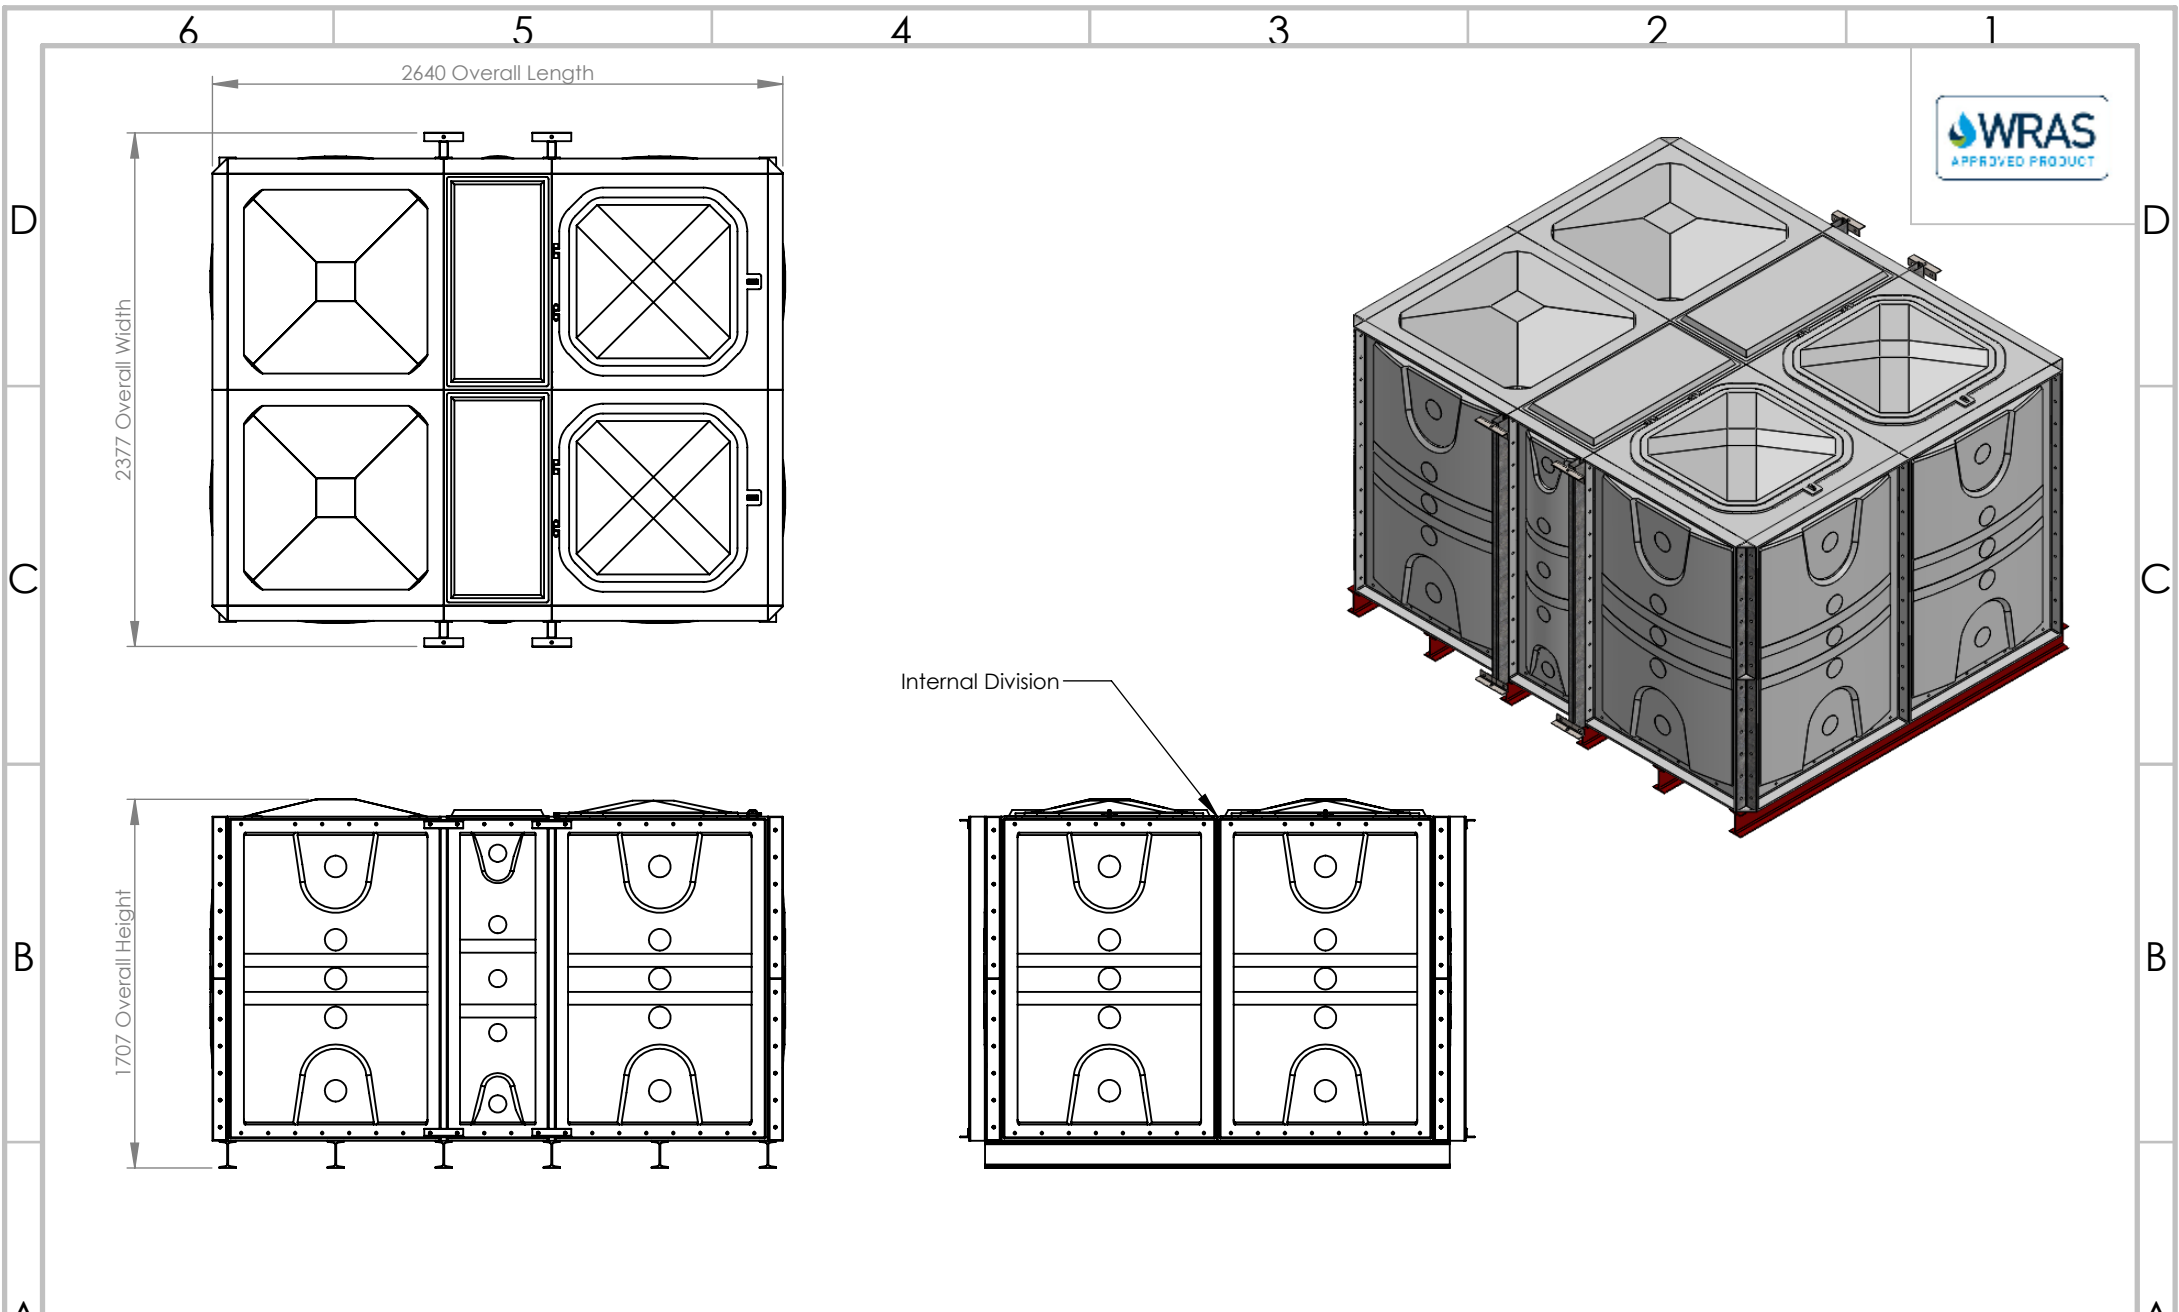 6 5 4 3 2 1
2640 Overall Length
WRAS
APPROVED PRODUCT
D D
2377 Overall Width
C C
Internal Division
1707 Overall Height
B B
A A